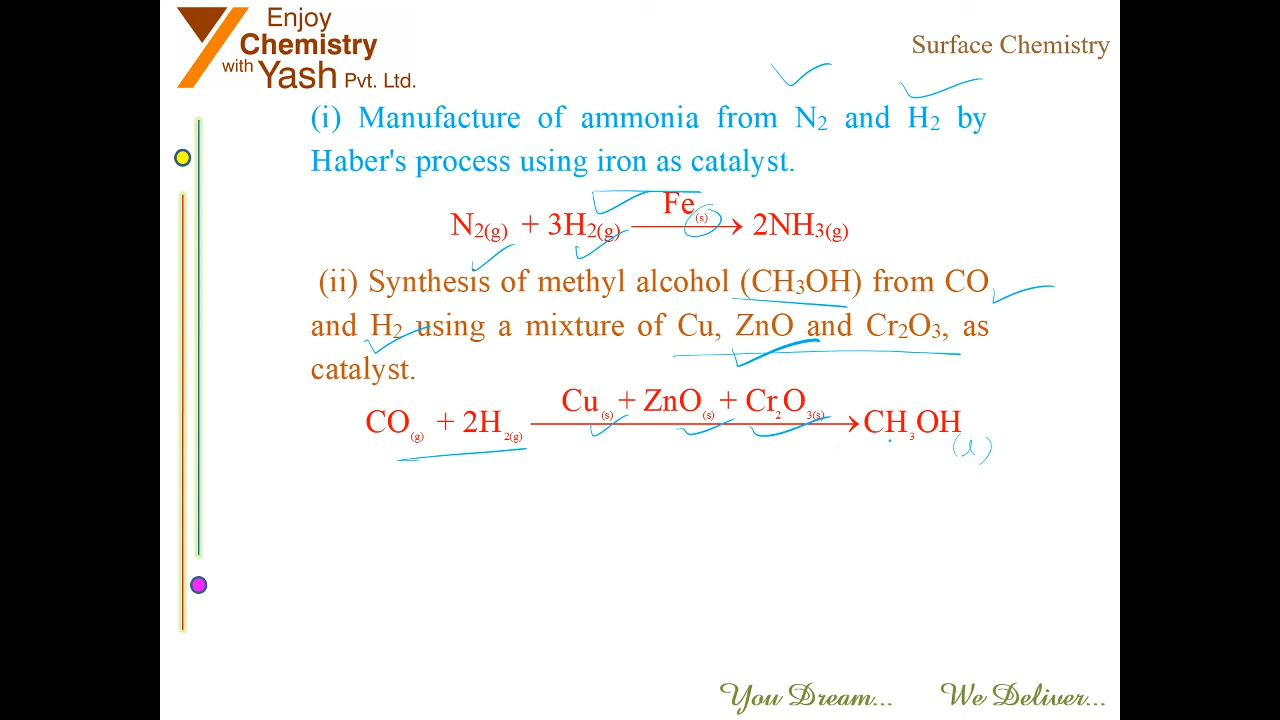 Enjoy
Chemistry
with Yash Pvt. Ltd.
Surface Chemistry
(i) Manufacture of ammonia from N₂ and H₂ by
Haber's process using iron as catalyst.
Fe(s)
N₂(g) + 3H₂(g) → 2NH₃(g)
(ii) Synthesis of methyl alcohol (CH₃OH) from CO
and H₂ using a mixture of Cu, ZnO and Cr₂O₃, as
catalyst.
Cu(s) + ZnO(s) + Cr₂O₃(s)
CO(g) + 2H₂(g) → CH₃OH(l)
You Dream... We Deliver...